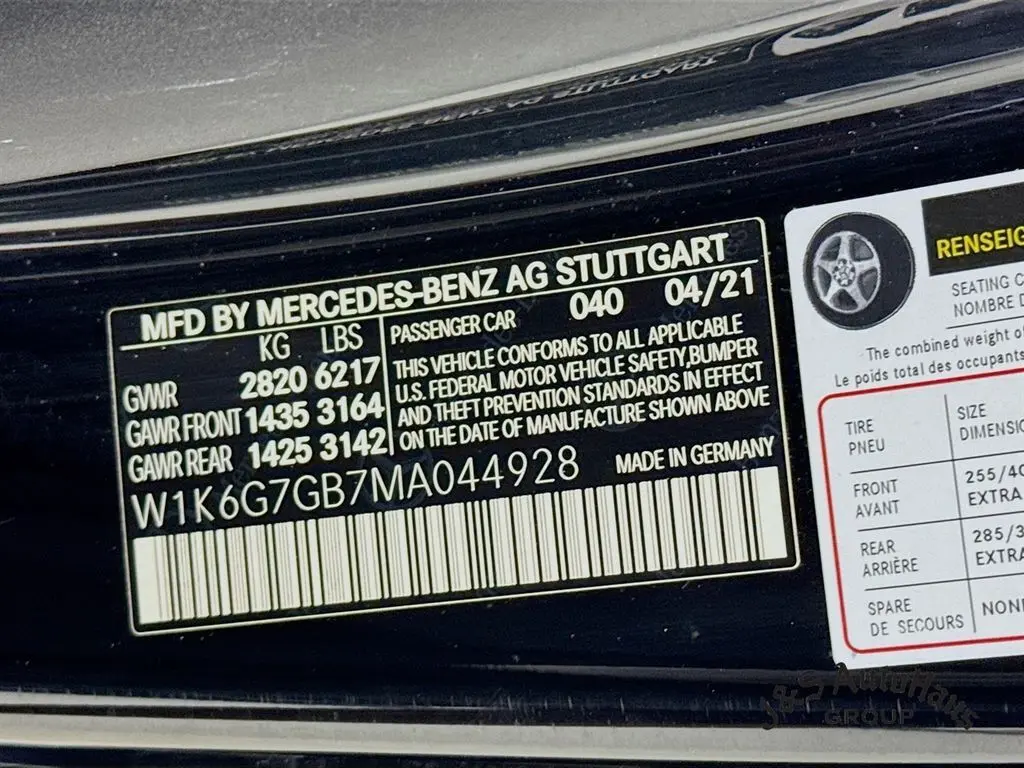 MFD BY MERCEDES-BENZ AG STUTTGART
KG LBS
GVWR 2820 6217
GAWR FRONT 1435 3164
GAWR REAR 1425 3142
PASSENGER CAR 040 04/21
THIS VEHICLE CONFORMS TO ALL APPLICABLE
U.S. FEDERAL MOTOR VEHICLE SAFETY, BUMPER
AND THEFT PREVENTION STANDARDS IN EFFECT
ON THE DATE OF MANUFACTURE SHOWN ABOVE
W1K6G7GB7MA044928 MADE IN GERMANY
RENSEIG
SEATING C
NOMBRE D
The combined weight o
Le poids total des occupants
TIRE
PNEU
SIZE
DIMENSIO
FRONT
AVANT
255/40
EXTRA
REAR
ARRIÈRE
285/3
EXTRA
SPARE
DE SECOURS
NON
J&S AutoHaus
GROUP